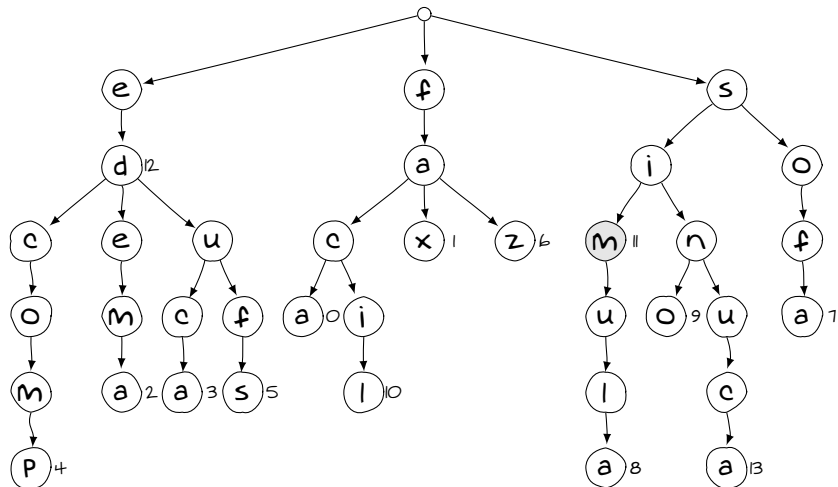 e f s
d 12 a i o
c e u c x 1 z 6 m 11 n f
o m c f a 0 i u o 9 u a 7
m a 2 a 3 s 5 l 10 l c
p 4 a 8 a 13